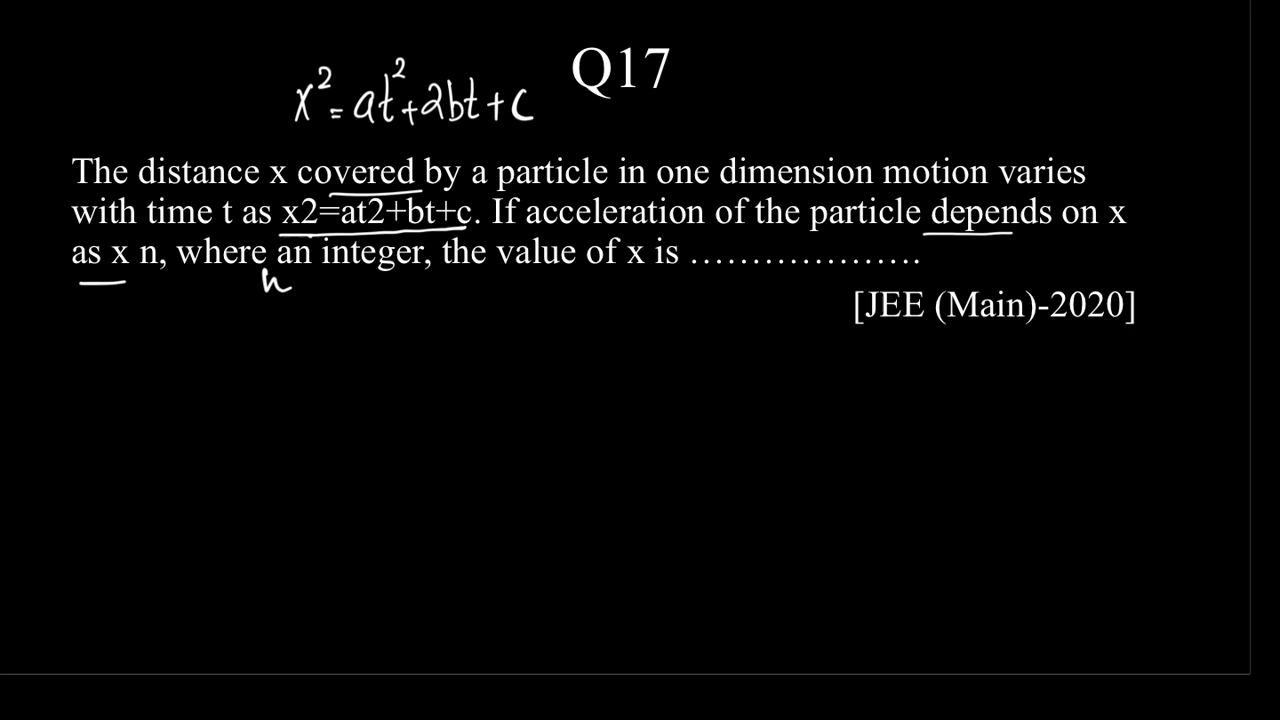 Q17
x²=at²+2bt+c
The distance x covered by a particle in one dimension motion varies
with time t as x2=at2+bt+c. If acceleration of the particle depends on x
as x n, where an integer, the value of x is ………………….
n
[JEE (Main)-2020]